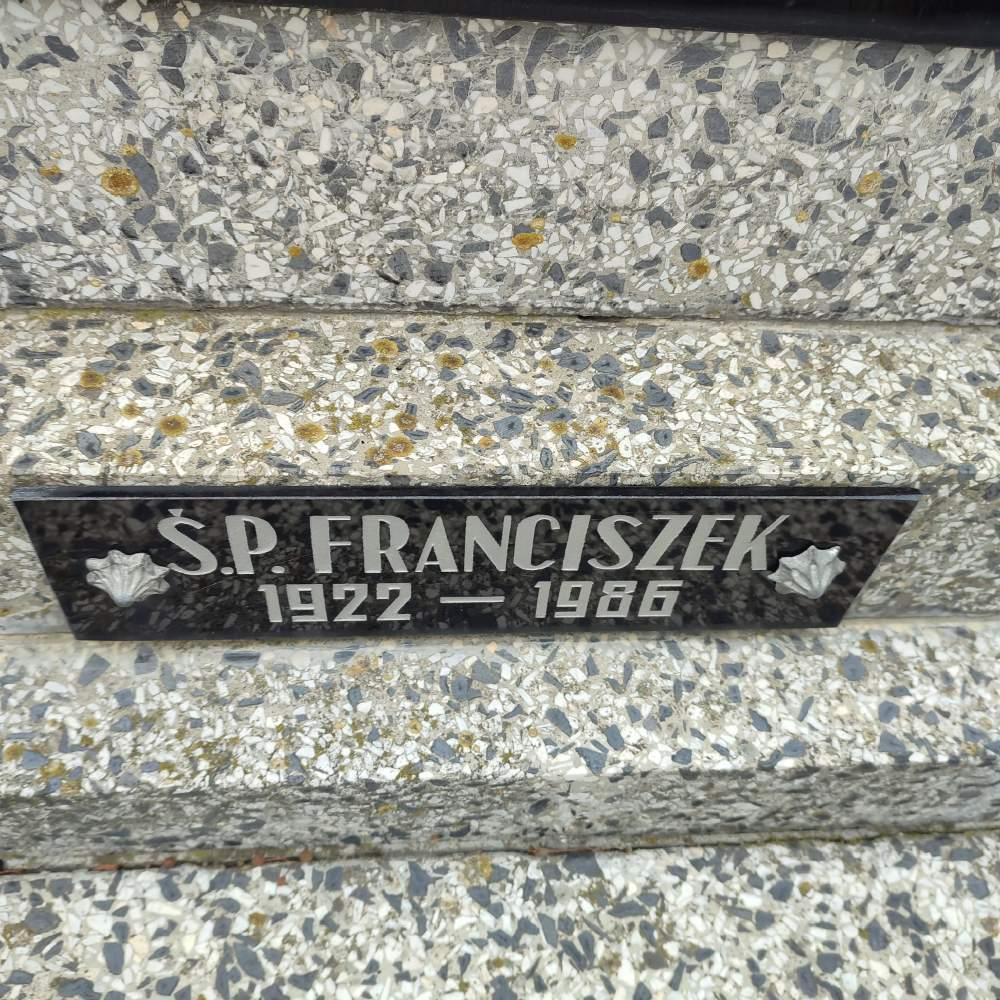 Ś.P. FRANCISZEK
1922 — 1986